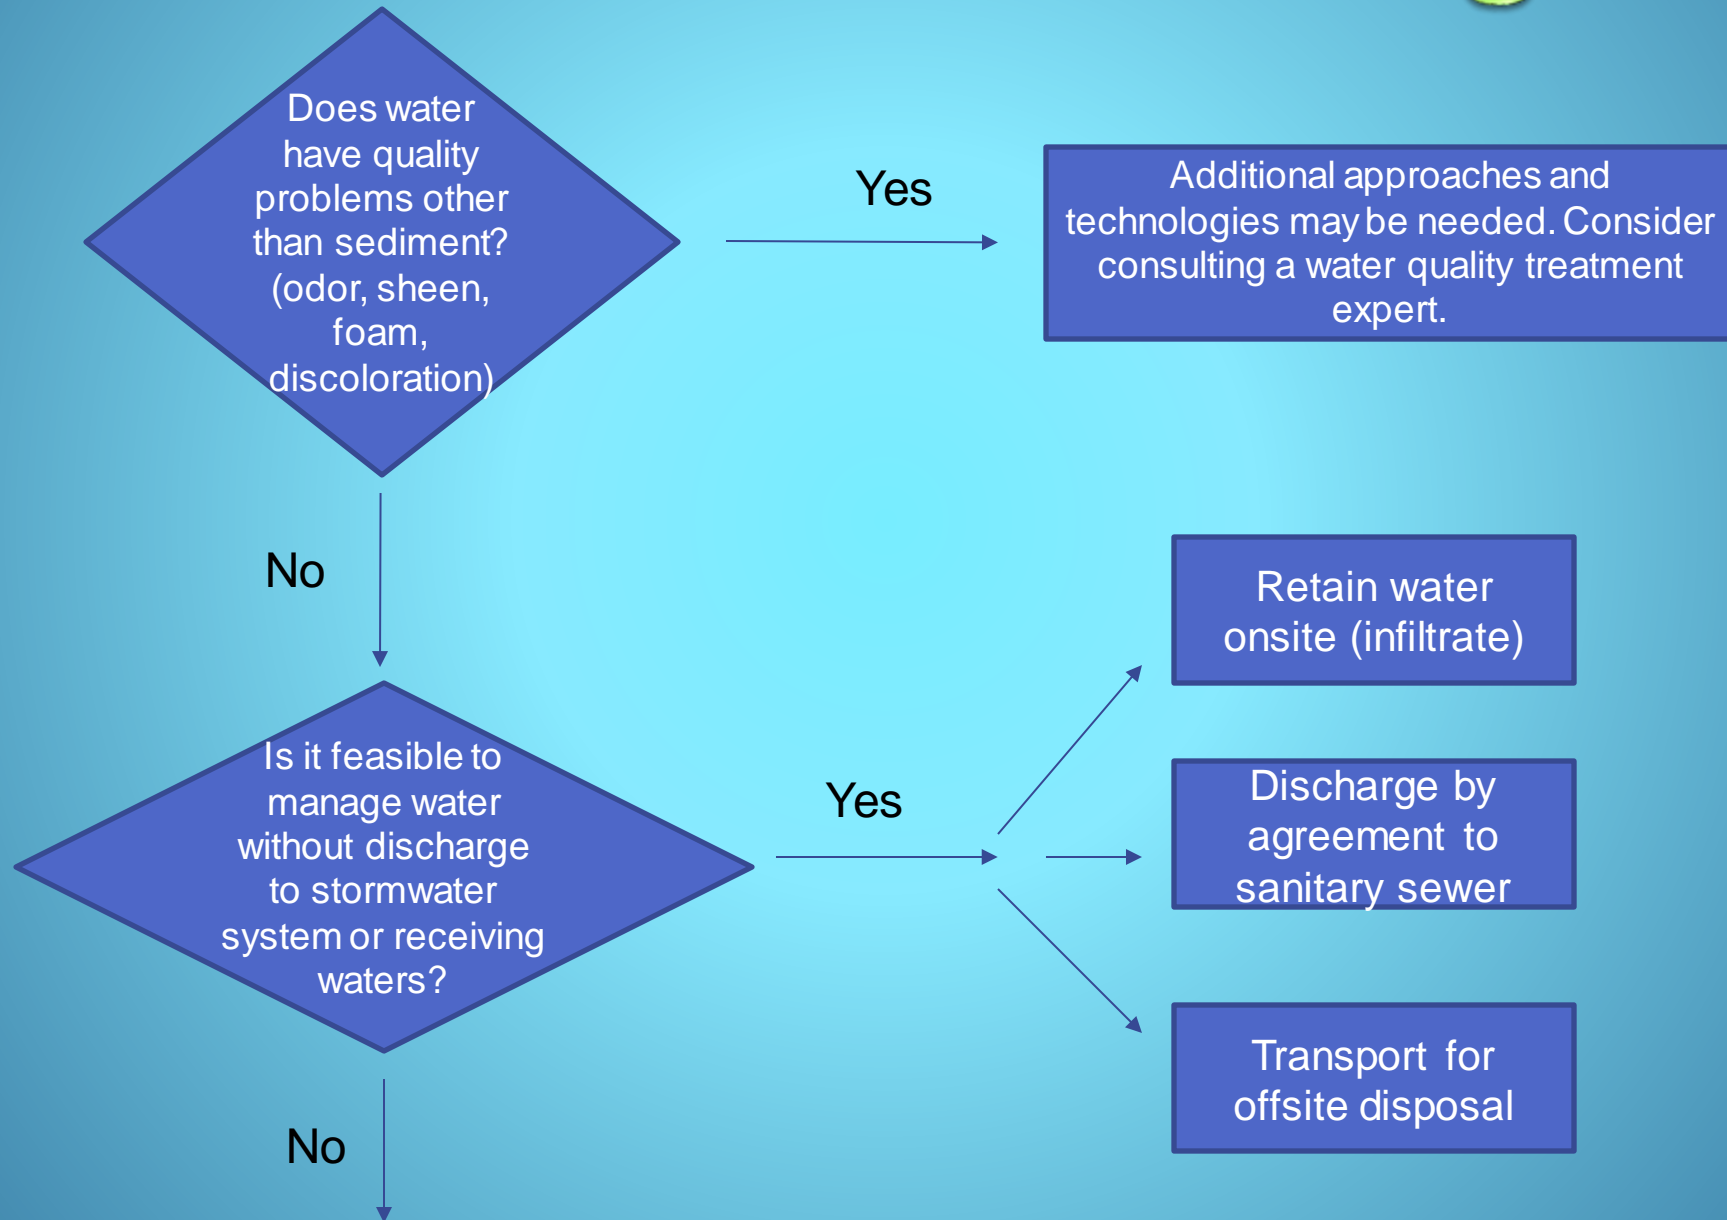 Does water
have quality
problems other
than sediment?
(odor, sheen,
foam,
discoloration)
Yes
Additional approaches and
technologies may be needed. Consider
consulting a water quality treatment
expert.
No
Is it feasible to
manage water
without discharge
to stormwater
system or receiving
waters?
Yes
Retain water
onsite (infiltrate)
Discharge by
agreement to
sanitary sewer
Transport for
offsite disposal
No